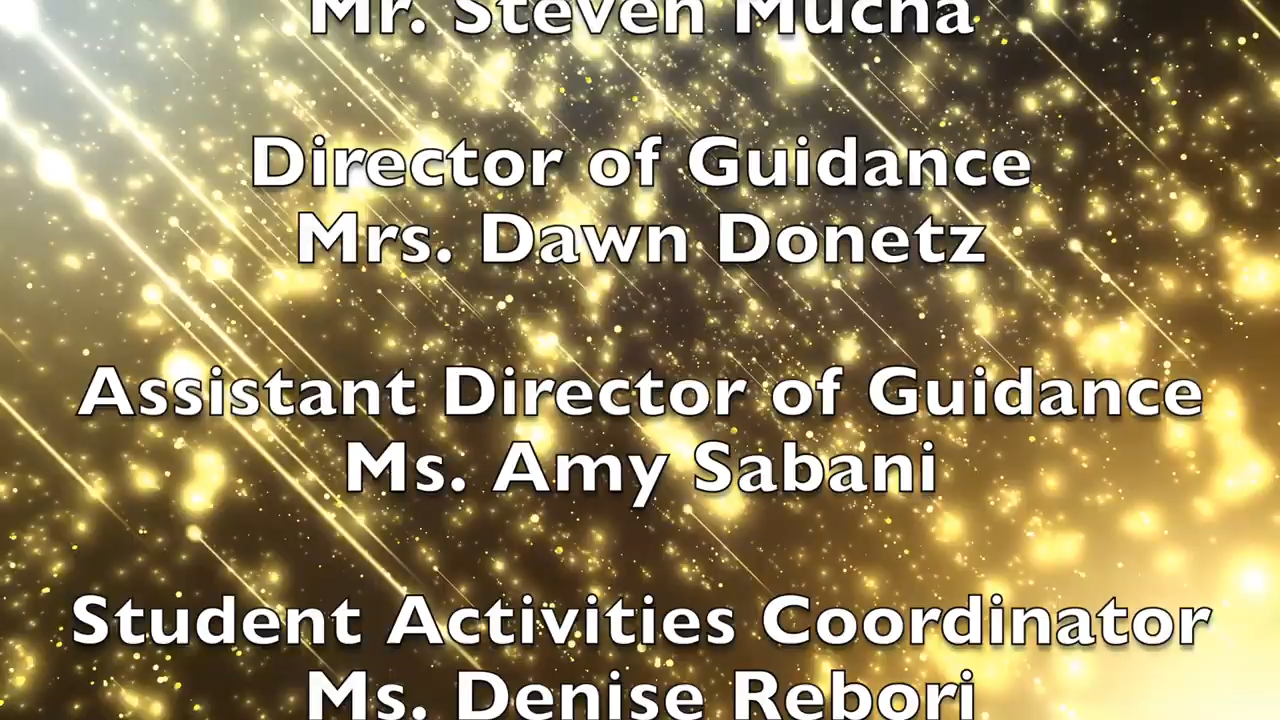 Mr. Steven Mucha
Director of Guidance
Mrs. Dawn Donetz
Assistant Director of Guidance
Ms. Amy Sabani
Student Activities Coordinator
Ms. Denise Rebori